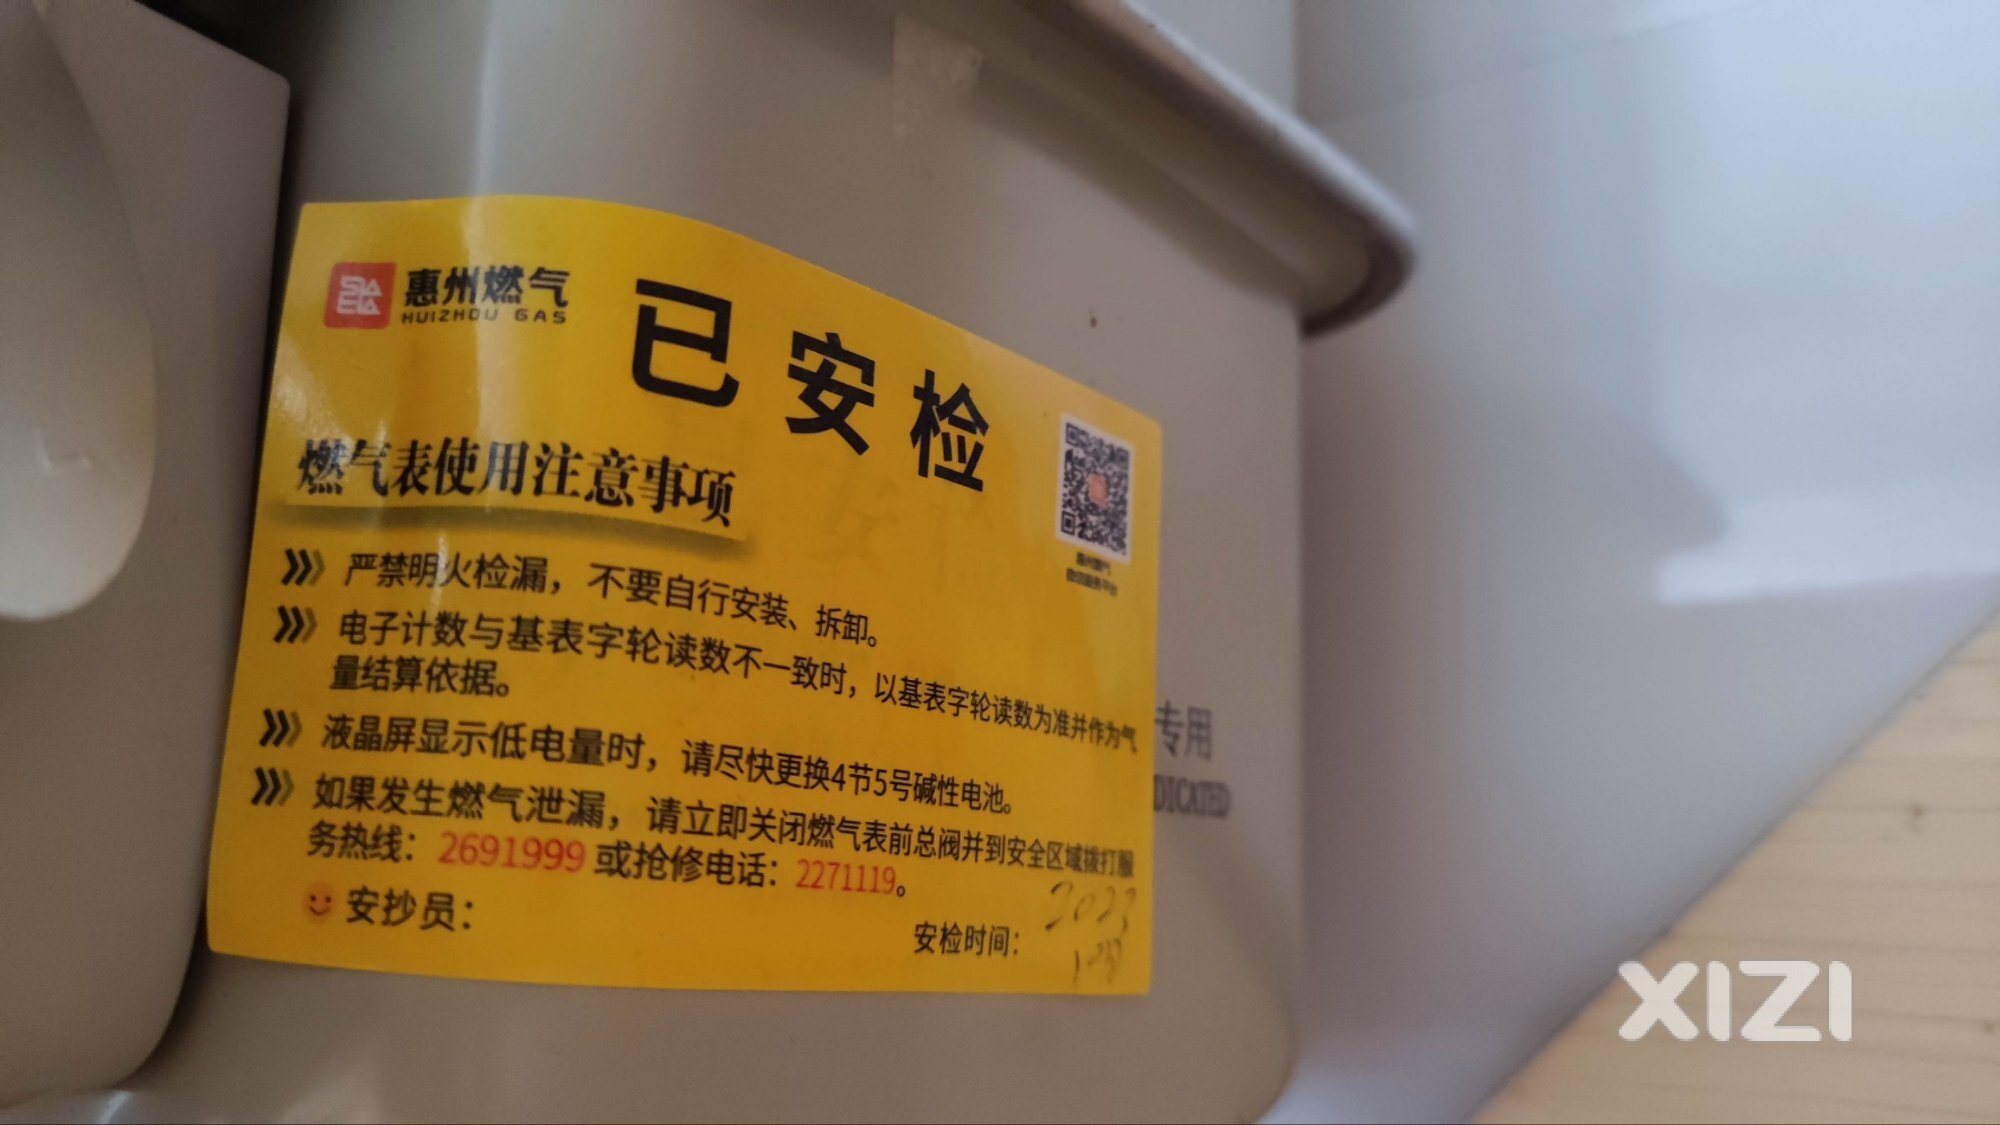 惠州燃气
HUIZHOU GAS
已安检
燃气表使用注意事项
严禁明火检漏，不要自行安装、拆卸。
电子计数与基表字轮读数不一致时，以基表字轮读数为准并作为气
量结算依据。
液晶屏显示低电量时，请尽快更换4节5号碱性电池。
如果发生燃气泄漏，请立即关闭燃气表前总阀并到安全区域拨打服
务热线：2691999 或抢修电话：2271119。
安抄员：
安检时间：
2023
专用
DICATED
XIZI